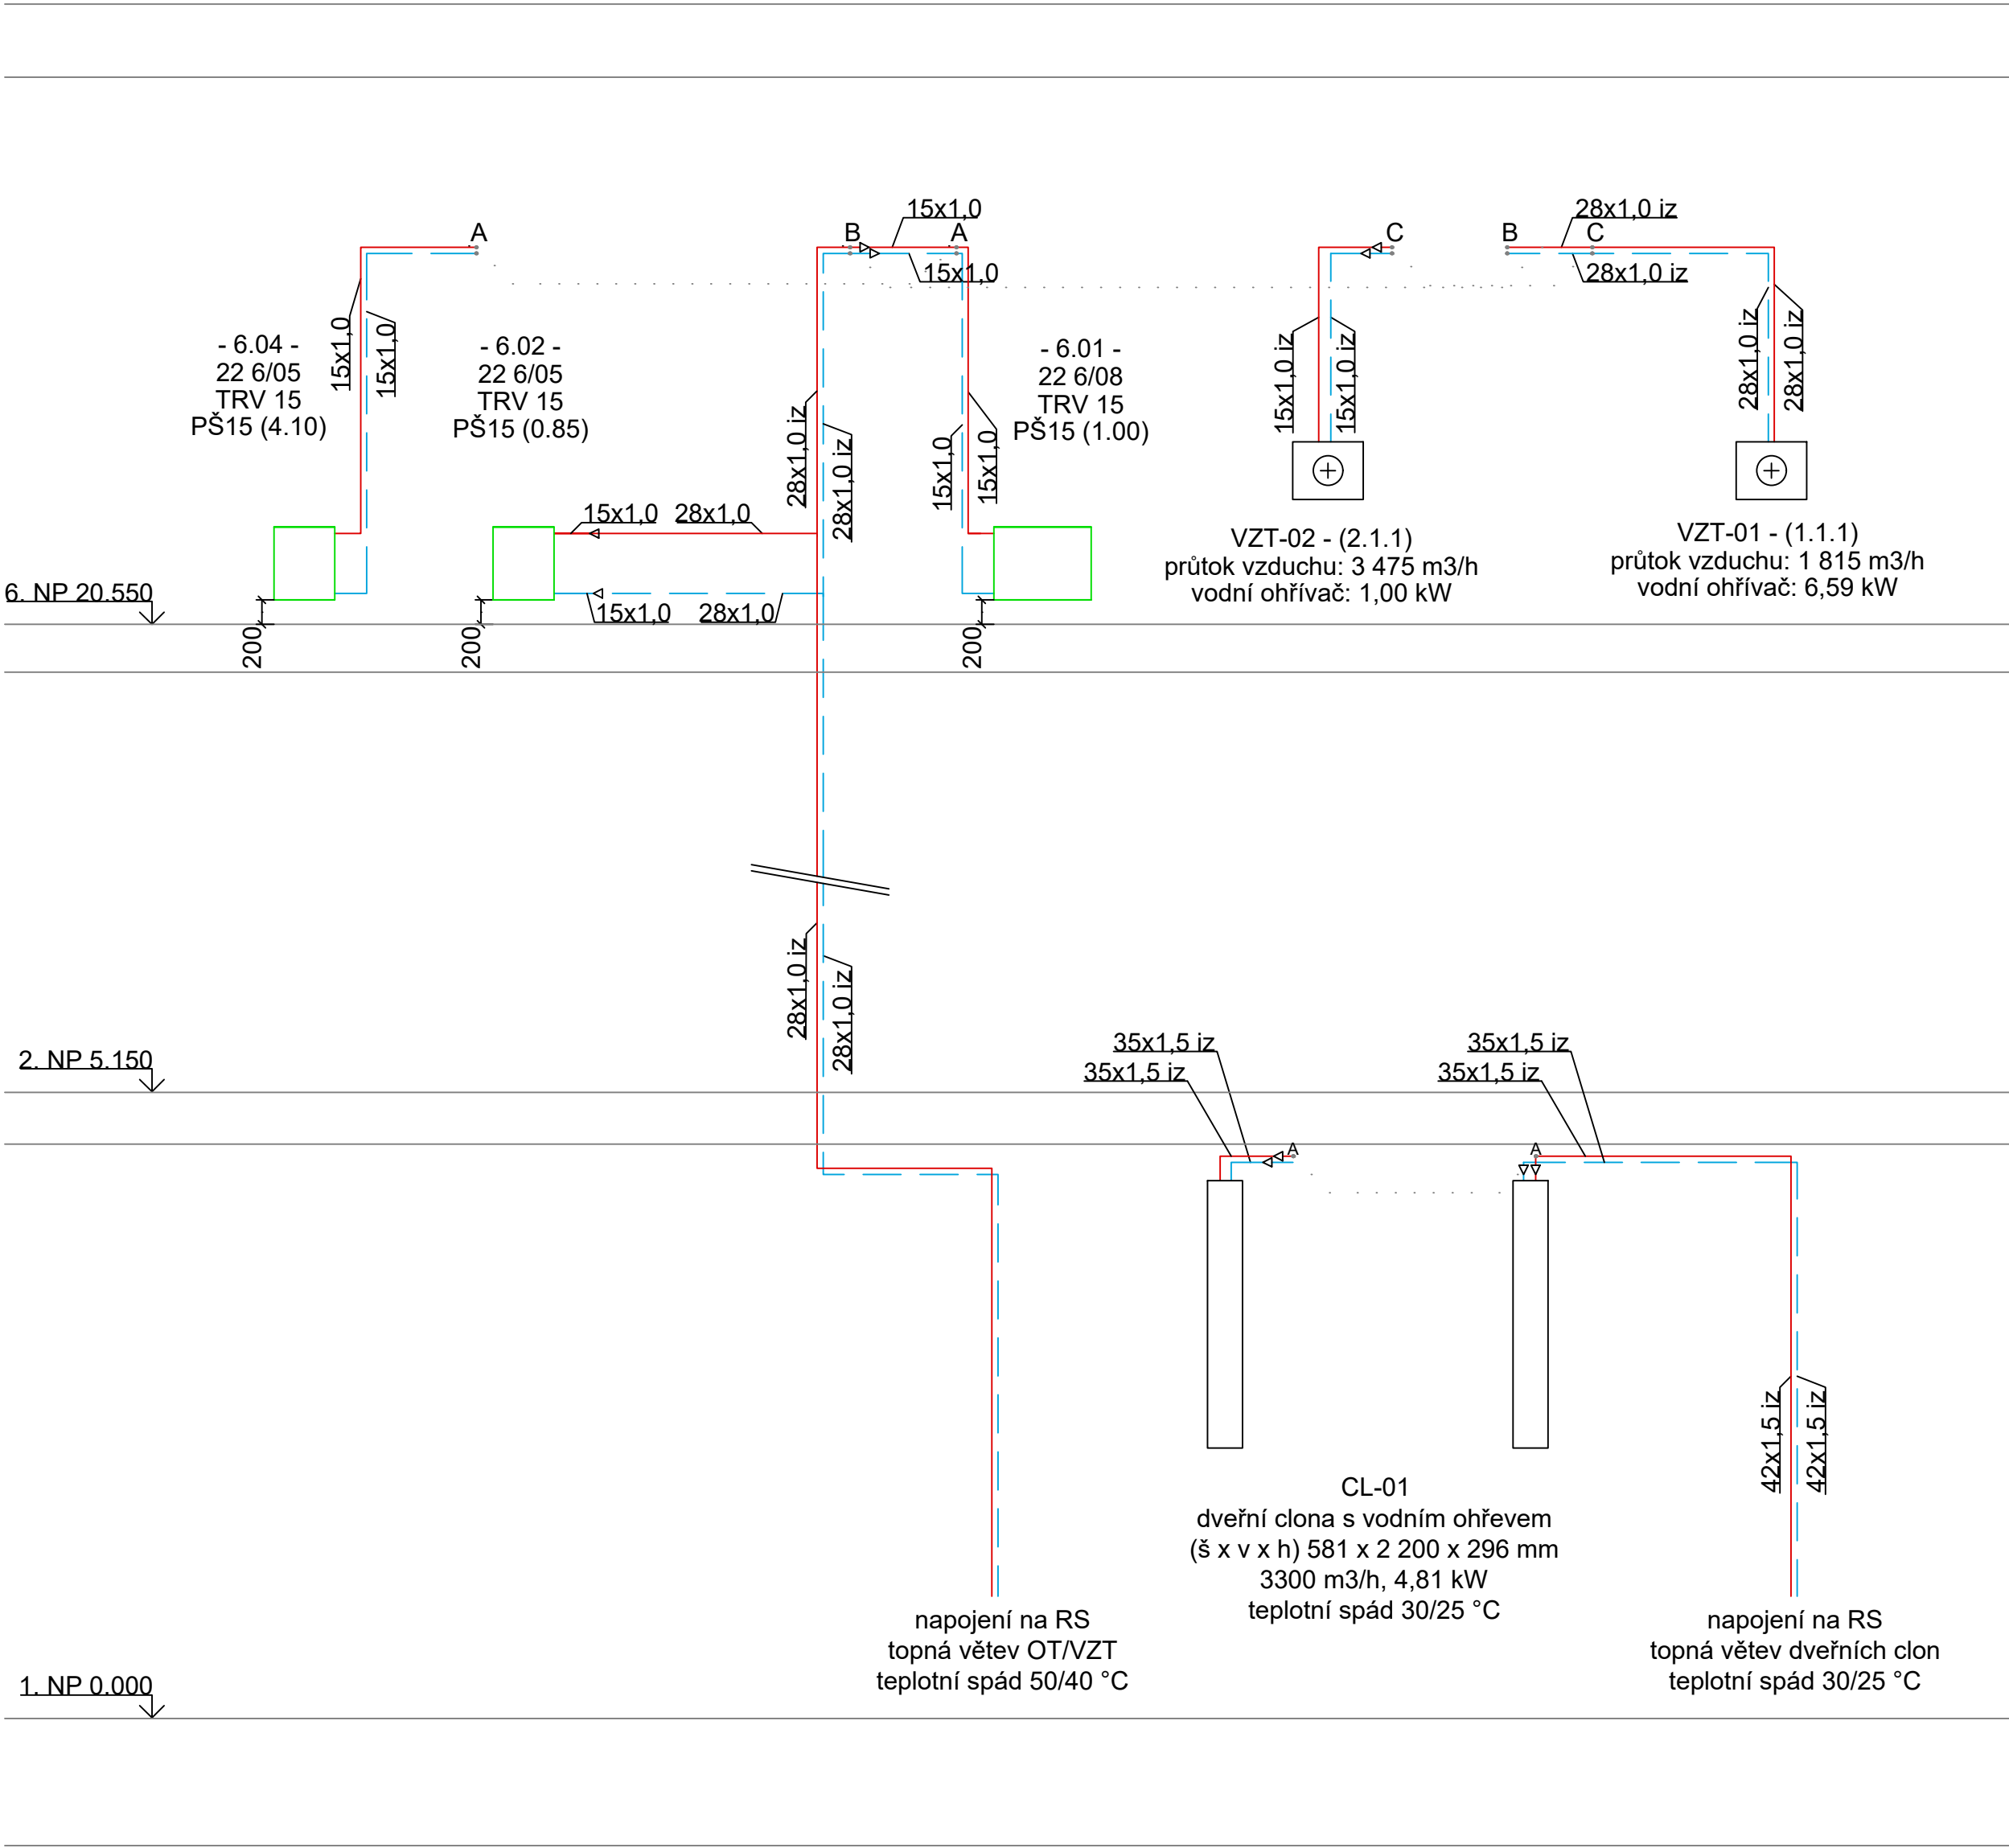 15x1,0
28x1,0 iz
A
B
A
C
B
C
15x1,0
28x1,0 iz
15x1,0
15x1,0
- 6.04 -
22 6/05
TRV 15
PŠ15 (4.10)
- 6.02 -
22 6/05
TRV 15
PŠ15 (0.85)
- 6.01 -
22 6/08
TRV 15
PŠ15 (1.00)
15x1,0 iz
15x1,0 iz
28x1,0 iz
28x1,0 iz
28x1,0 iz
28x1,0 iz
15x1,0
15x1,0
15x1,0
28x1,0
VZT-02 - (2.1.1)
průtok vzduchu: 3 475 m3/h
vodní ohřívač: 1,00 kW
VZT-01 - (1.1.1)
průtok vzduchu: 1 815 m3/h
vodní ohřívač: 6,59 kW
6. NP 20.550
15x1,0
28x1,0
200
200
200
28x1,0 iz
28x1,0 iz
2. NP 5.150
35x1,5 iz
35x1,5 iz
35x1,5 iz
35x1,5 iz
A
A
42x1,5 iz
42x1,5 iz
CL-01
dveřní clona s vodním ohřevem
(š x v x h) 581 x 2 200 x 296 mm
3300 m3/h, 4,81 kW
teplotní spád 30/25 °C
napojení na RS
topná větev OT/VZT
teplotní spád 50/40 °C
napojení na RS
topná větev dveřních clon
teplotní spád 30/25 °C
1. NP 0.000